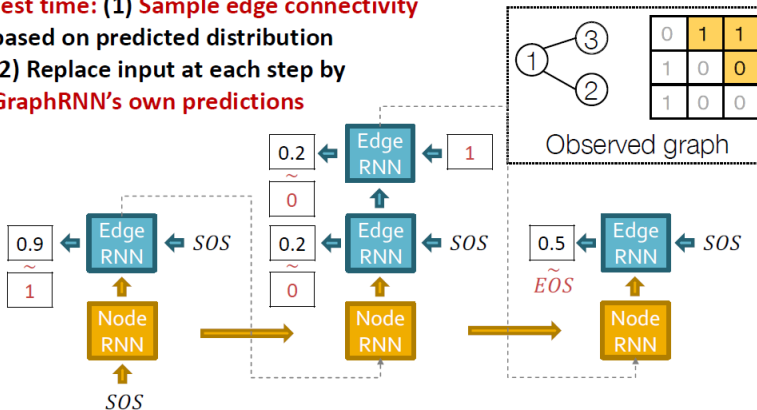 est time: (1) Sample edge connectivity
based on predicted distribution
2) Replace input at each step by
GraphRNN's own predictions
1
3
2
0 1 1
1 0 0
1 0 0
Observed graph
0.2
~
0
Edge
RNN
1
0.9
~
1
Edge
RNN
SOS
0.2
~
0
Edge
RNN
SOS
0.5
~
EOS
Edge
RNN
SOS
Node
RNN
Node
RNN
Node
RNN
SOS